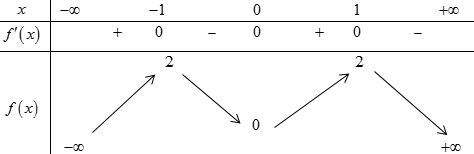 x −∞ −1 0 1 +∞
f′(x) + 0 − 0 + 0 −
2 2
f(x) 0
−∞ +∞